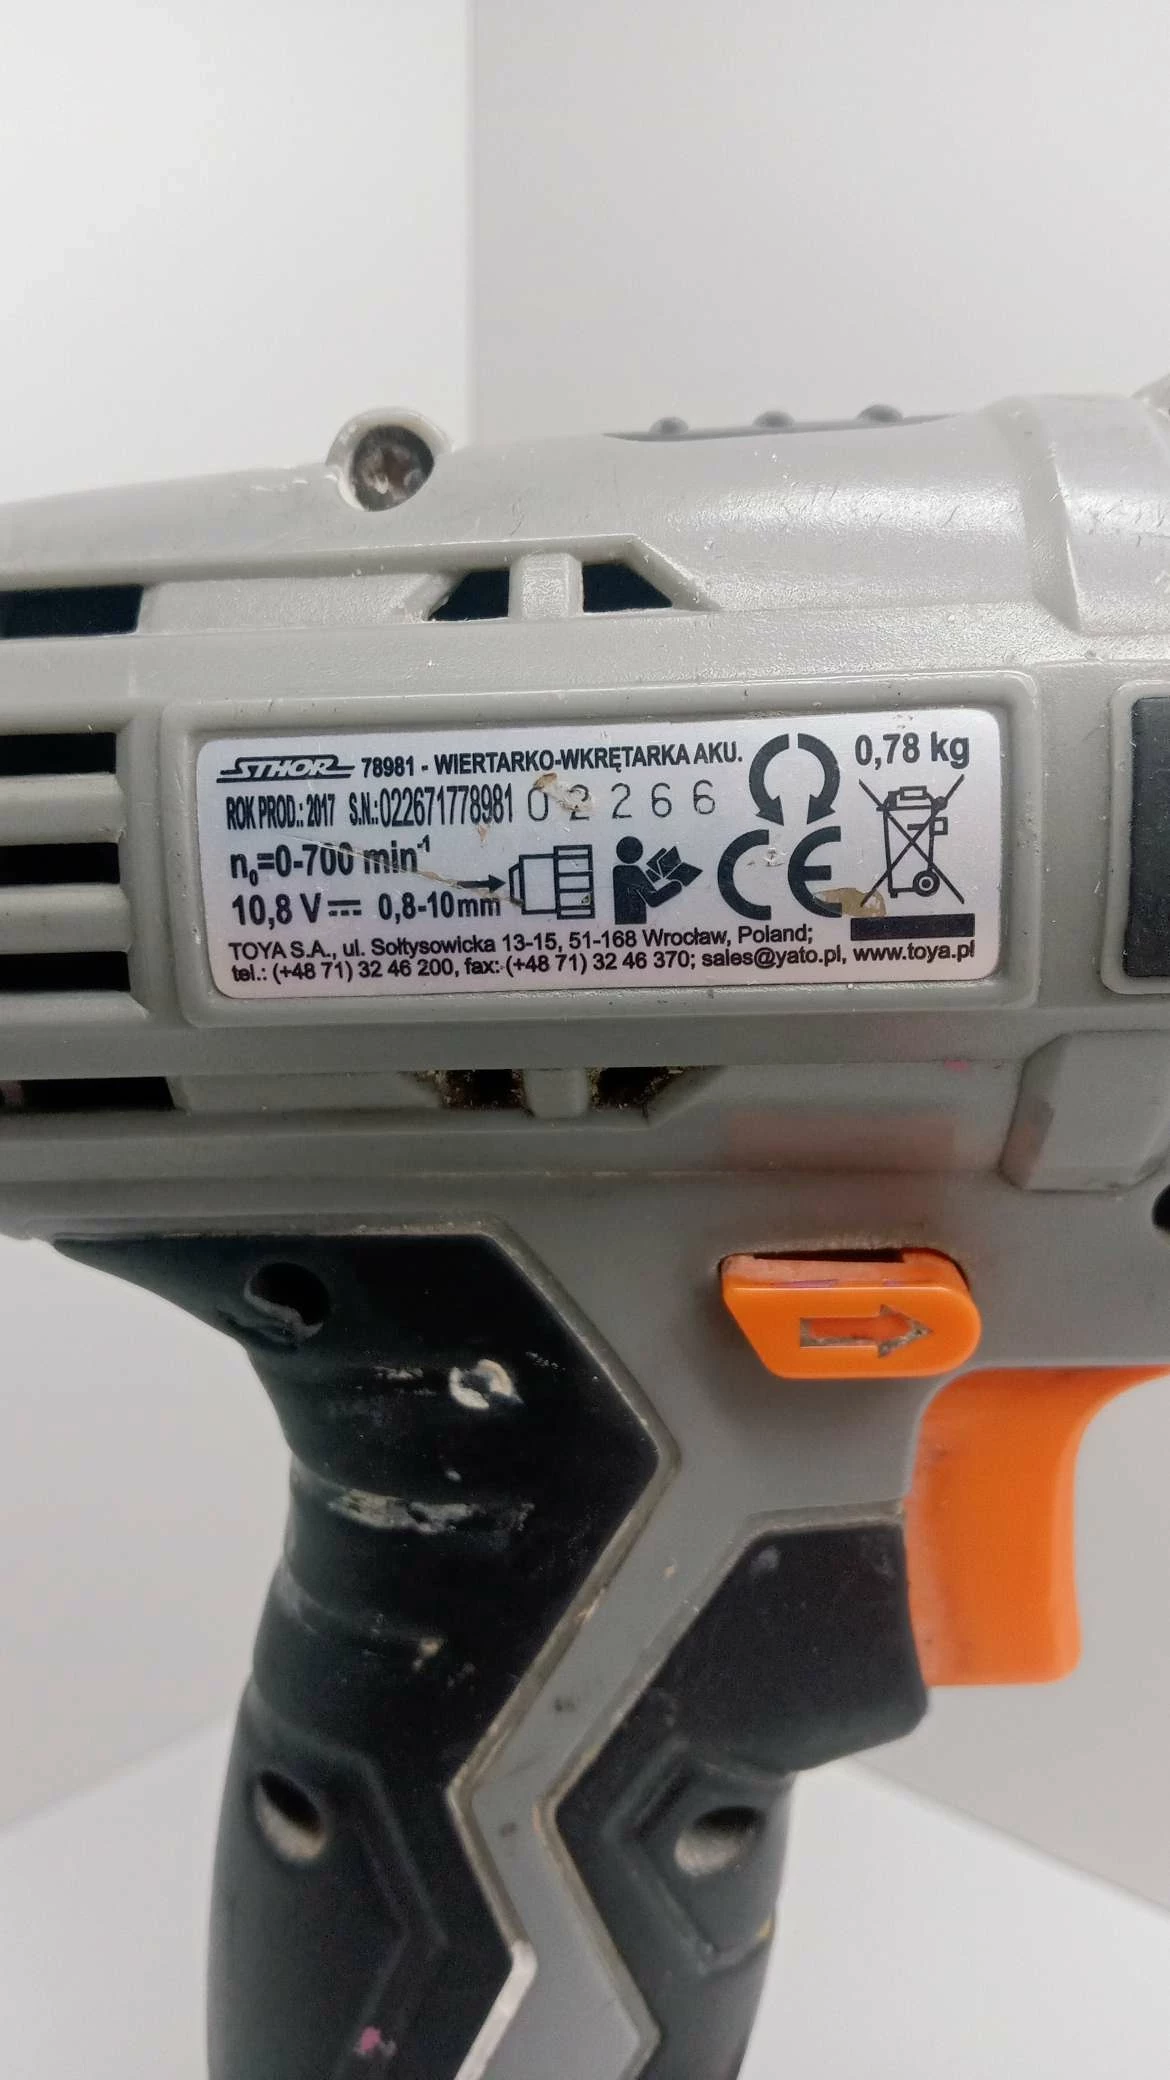 STHOR 78981 - WIERTARKO-WKRĘTARKA AKU. 0,78 kg
ROK PROD.: 2017 S.N.:022671778981 02266
n₀=0-700 min⁻¹
10,8 V 0,8-10mm CE
TOYA S.A., ul. Sołtysowicka 13-15, 51-168 Wrocław, Poland;
tel.: (+48 71) 32 46 200, fax: (+48 71) 32 46 370; sales@yato.pl, www.toya.pl